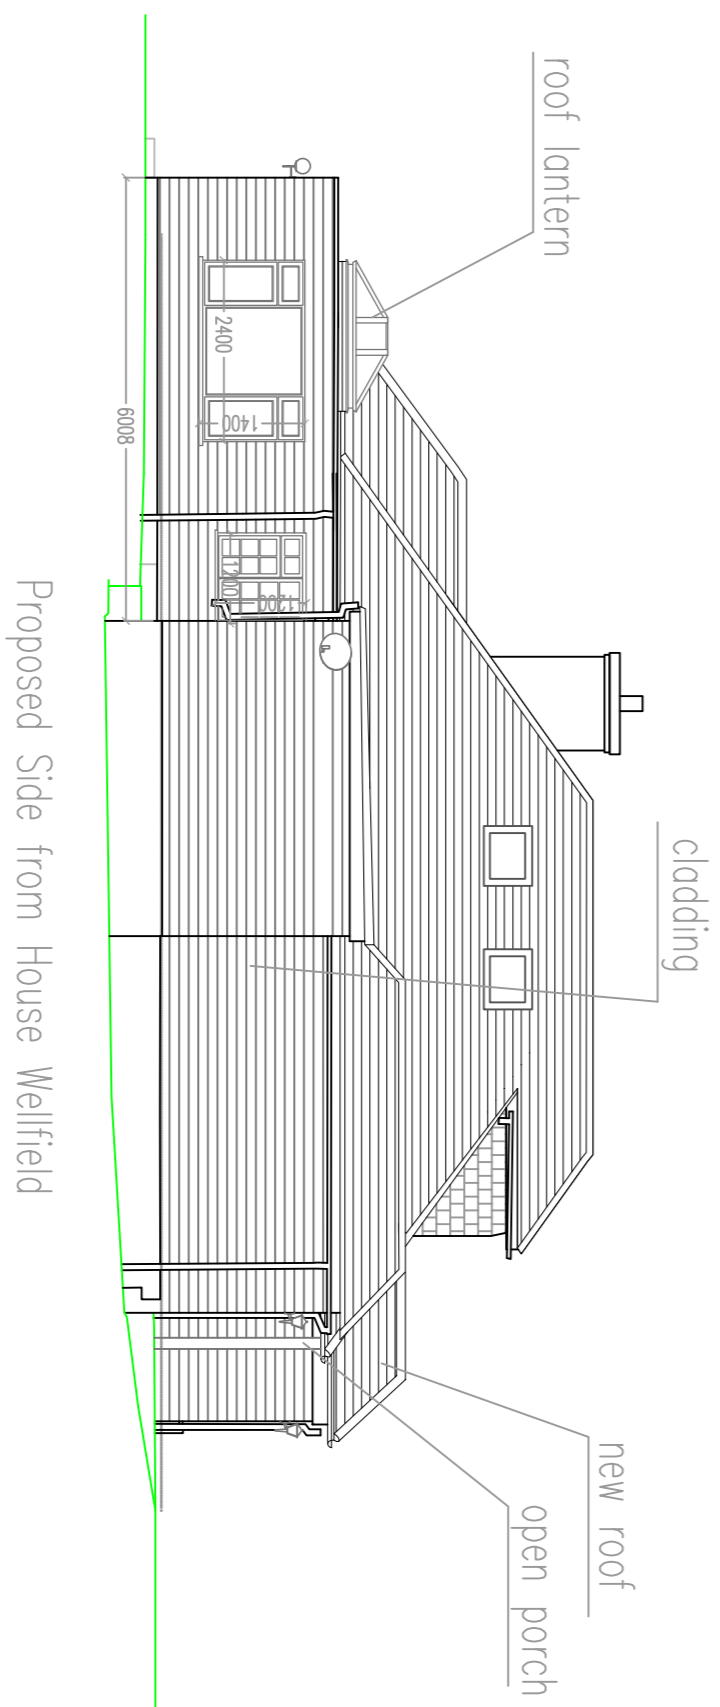 roof lantern
cladding
new roof
open porch
2400
1400
1200
1200
6008
Proposed Side from House Wellfield